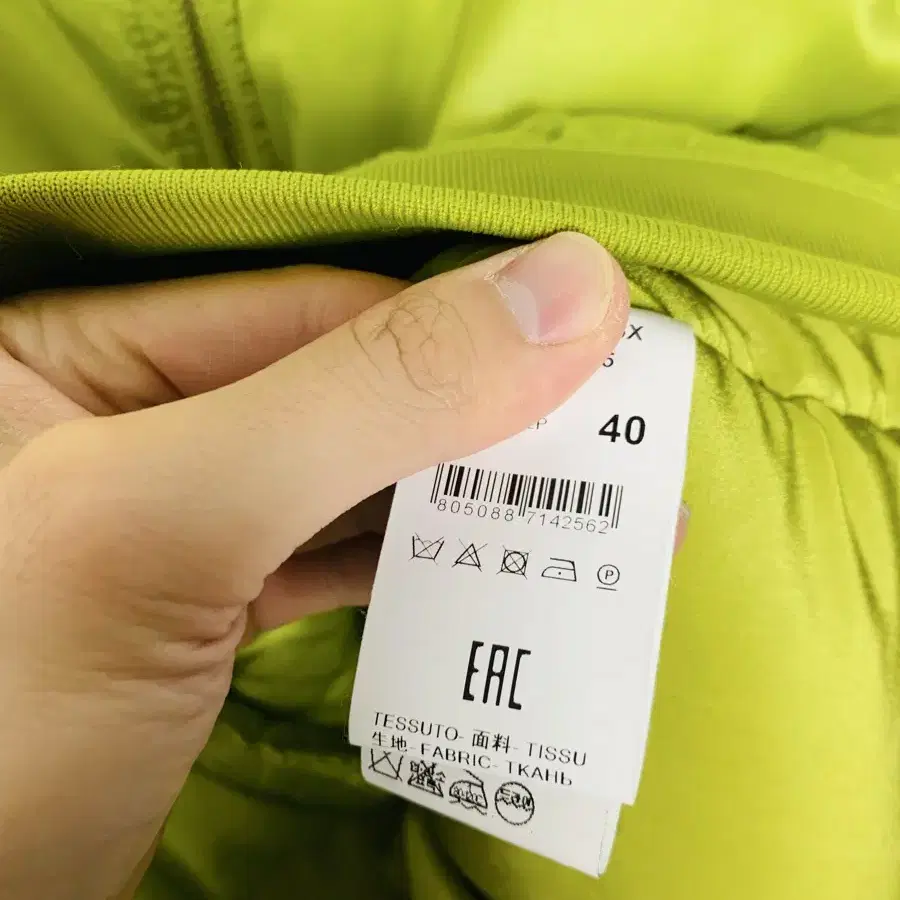 40
805088 7142562
P
EAC
TESSUTO- 面料- TISSU
生地- FABRIC- ТКАНЬ